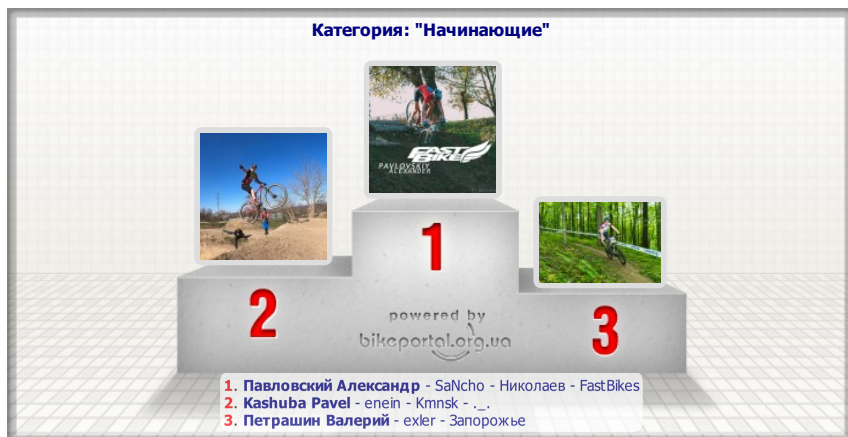 Категория: "Начинающие"
FAST
BIKE
PAVLOVSKIY
ALEXANDER
1
2
3
powered by
bikeportal.org.ua
1. Павловский Александр - SaNcho - Николаев - FastBikes
2. Kashuba Pavel - enein - Kmnsk - ._.
3. Петрашин Валерий - exler - Запорожье